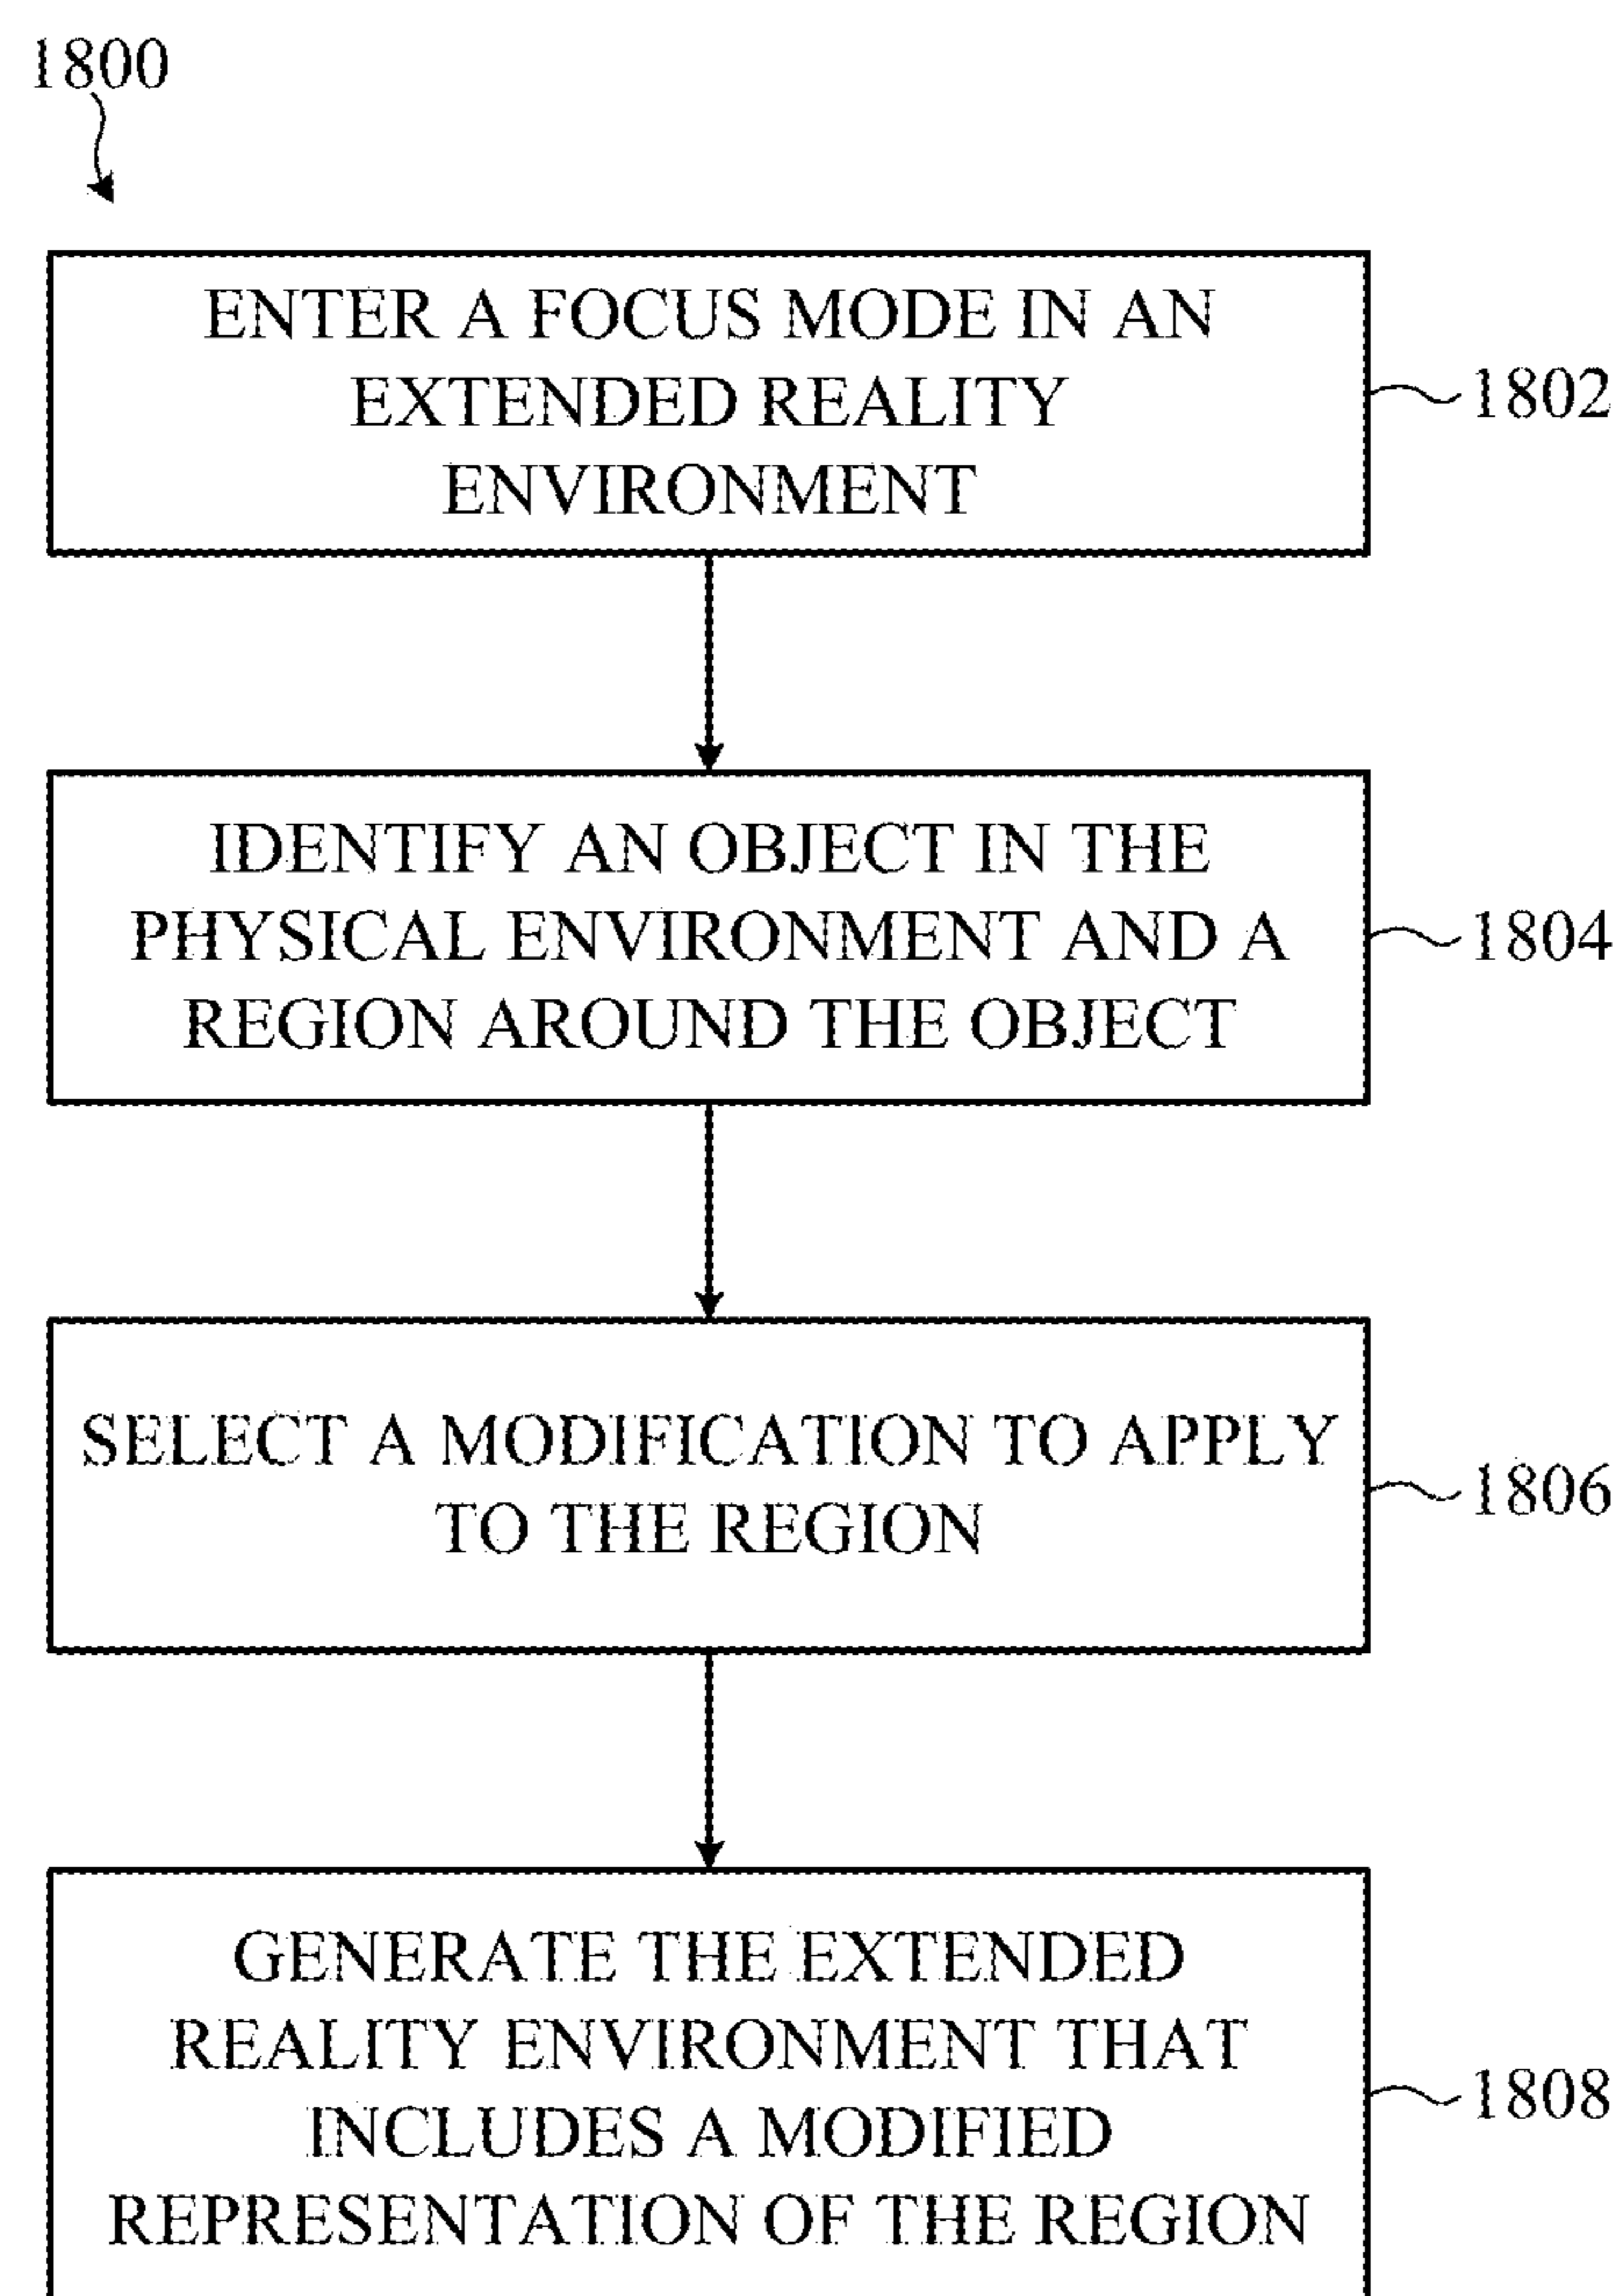 1800
ENTER A FOCUS MODE IN AN
EXTENDED REALITY
ENVIRONMENT
1802
IDENTIFY AN OBJECT IN THE
PHYSICAL ENVIRONMENT AND A
REGION AROUND THE OBJECT
1804
SELECT A MODIFICATION TO APPLY
TO THE REGION
1806
GENERATE THE EXTENDED
REALITY ENVIRONMENT THAT
INCLUDES A MODIFIED
REPRESENTATION OF THE REGION
1808